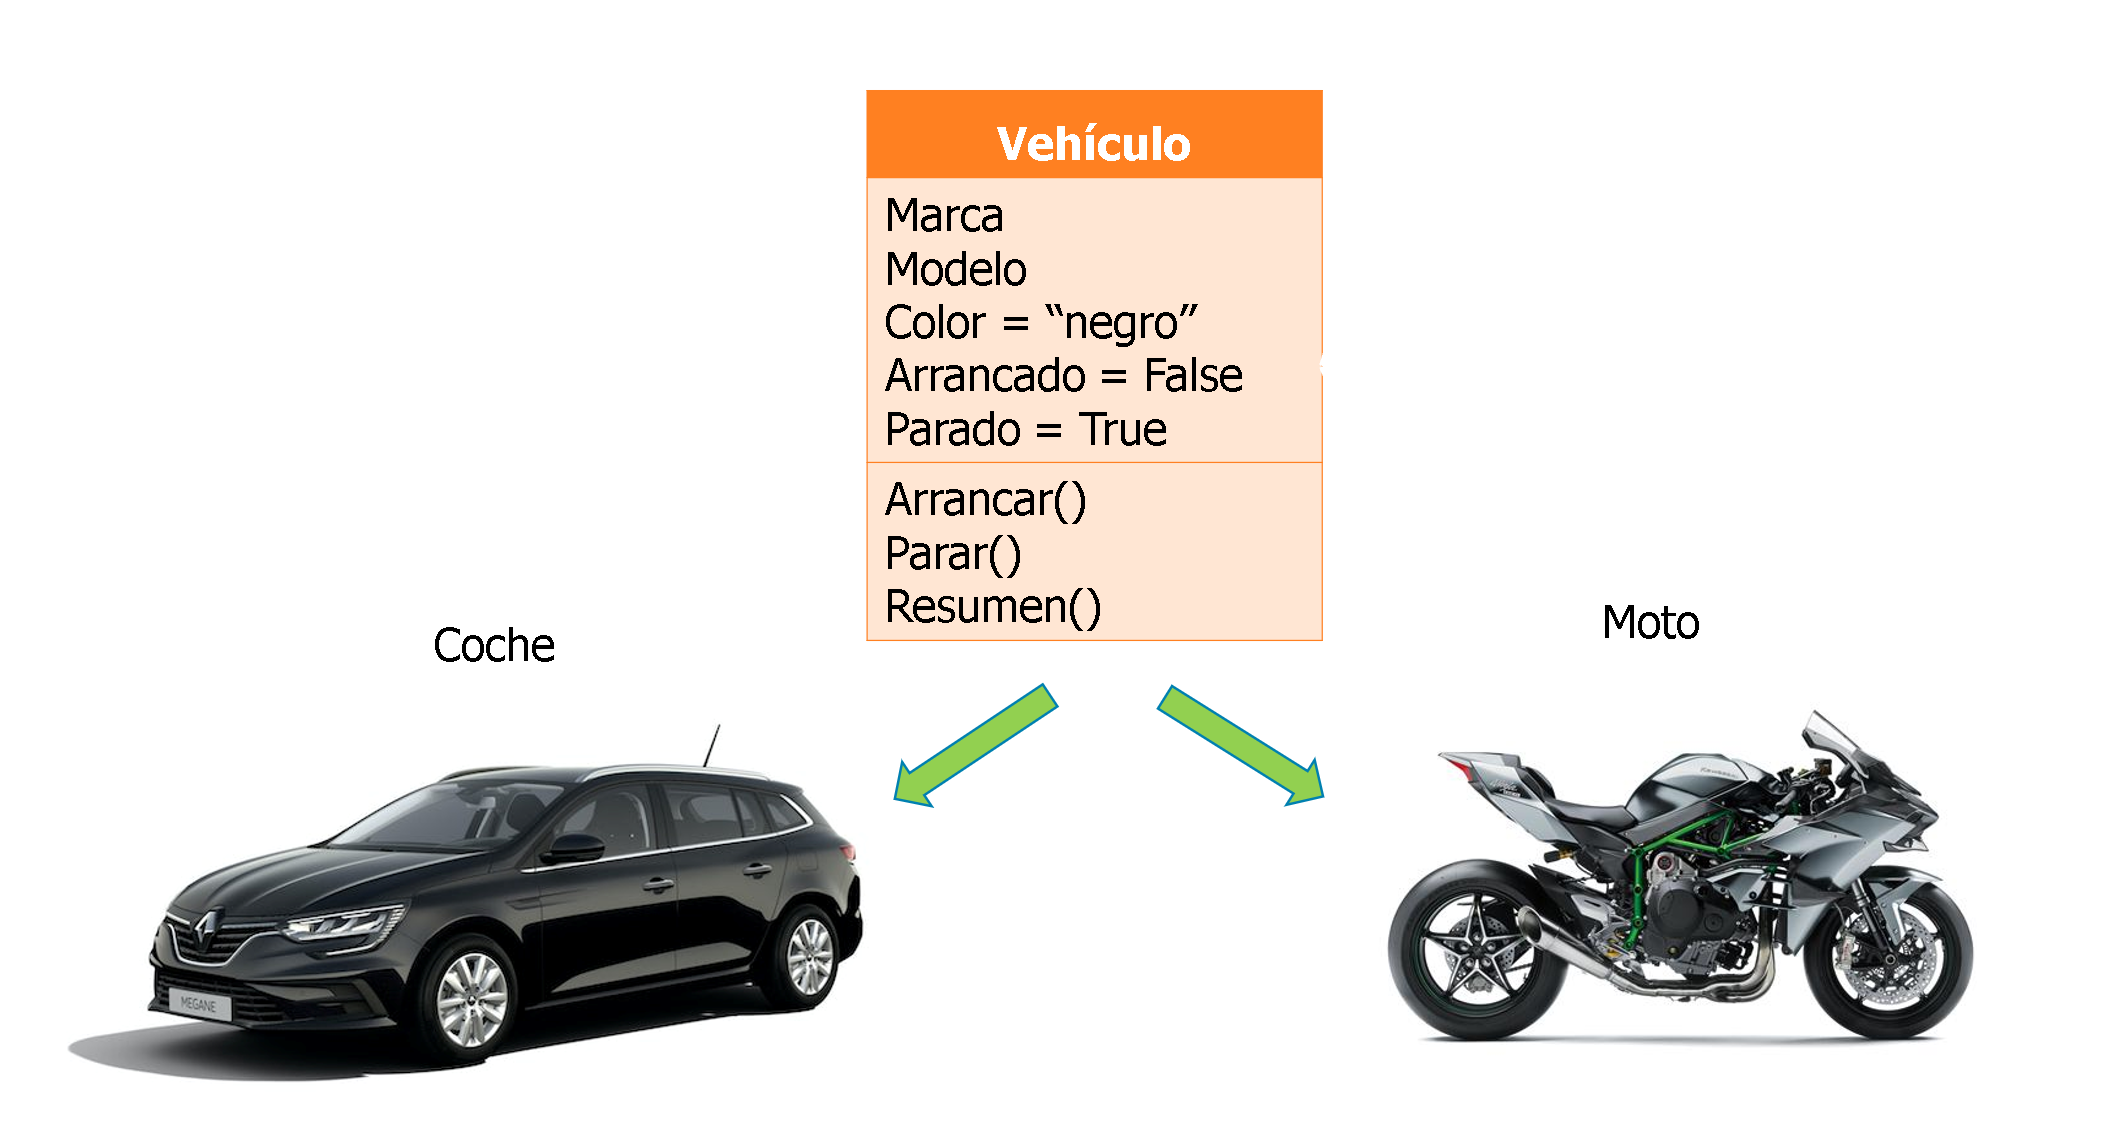 Vehículo
Marca
Modelo
Color = “negro”
Arrancado = False
Parado = True
Arrancar()
Parar()
Resumen()
Coche
Moto
MEGANE